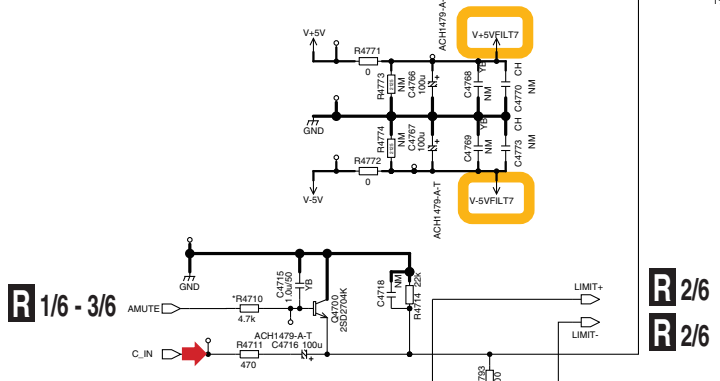 ACH1479-A-
V+5VFILT7
V+5V
R4771
0
R4773
NM
C4766
100u
+
YB
C4768
NM
CH
C4770
NM
GND
R4774
NM
C4767
100u
+
YB
C4769
NM
CH
C4773
NM
R4772
0
V-5V
ACH1479-A-T
V-5VFILT7
GND
C4715
1.0u/50
YB
Q4700
2SD2704K
C4718
NM
R4714
22k
LIMIT+
R 2/6
R 1/6 - 3/6
AMUTE
*R4710
4.7k
LIMIT-
R 2/6
C_IN
ACH1479-A-T
R4711
C4716 100u
470
+